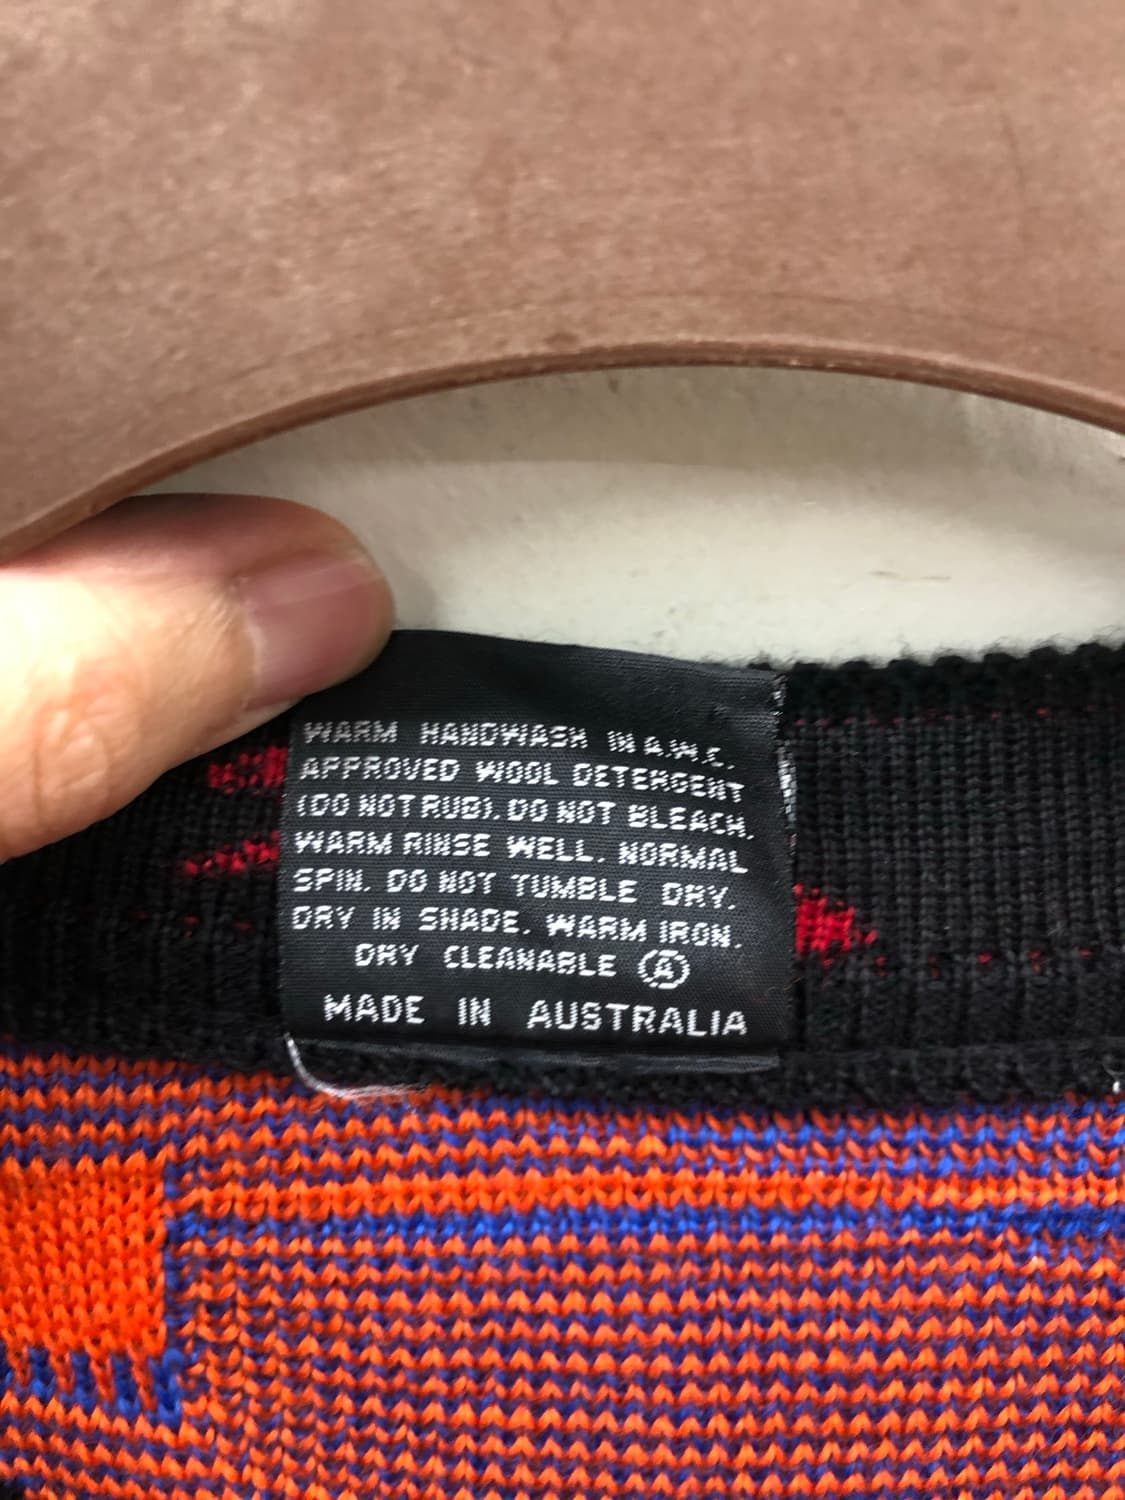 WARM HANDWASH IN A.W.C.
APPROVED WOOL DETERGENT
(DO NOT RUB). DO NOT BLEACH.
WARM RINSE WELL. NORMAL
SPIN. DO NOT TUMBLE DRY.
DRY IN SHADE. WARM IRON.
DRY CLEANABLE Ⓐ
MADE IN AUSTRALIA